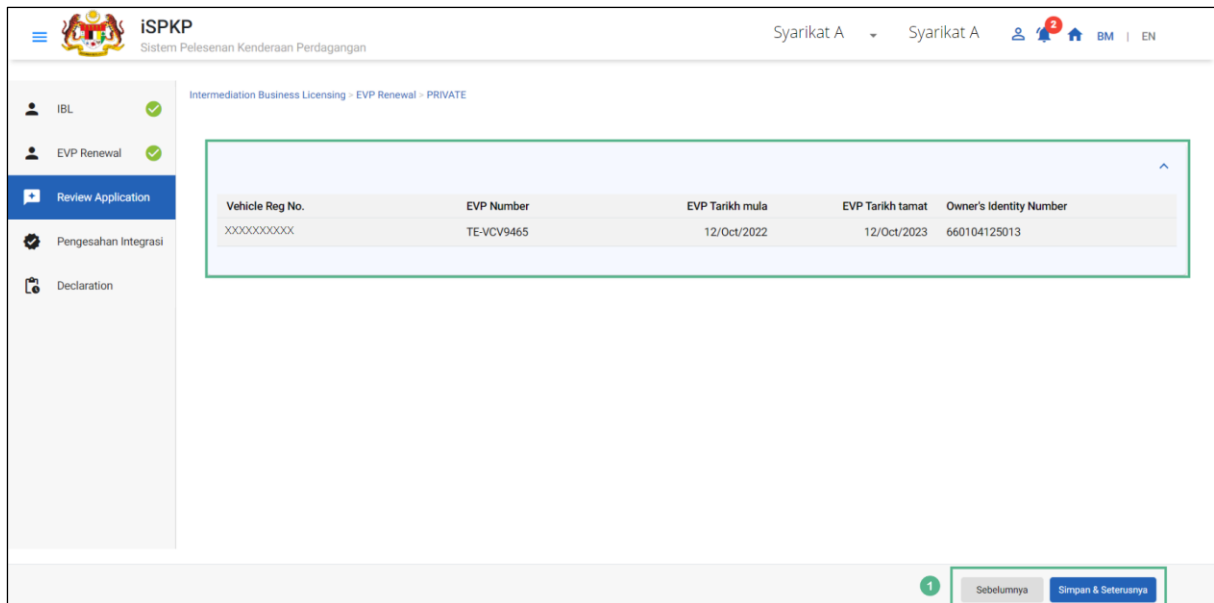 iSPKP
Sistem Pelesenan Kenderaan Perdagangan
Syarikat A Syarikat A 2 BM | EN
Intermediation Business Licensing > EVP Renewal > PRIVATE
IBL
EVP Renewal
Review Application
Pengesahan Integrasi
Declaration
Vehicle Reg No. EVP Number EVP Tarikh mula EVP Tarikh tamat Owner's Identity Number
XXXXXXXXXX TE-VCV9465 12/Oct/2022 12/Oct/2023 660104125013
1 Sebelumnya Simpan & Seterusnya